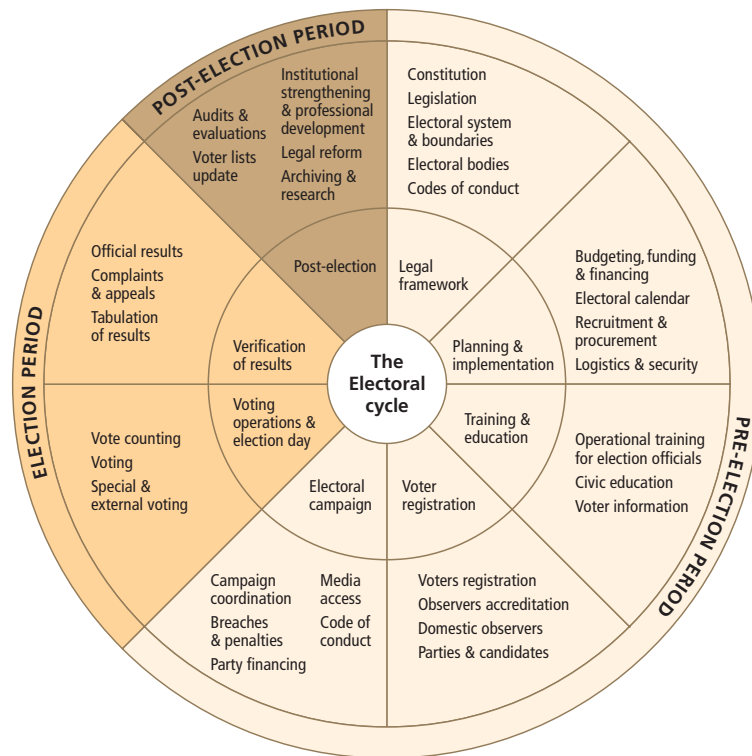 POST-ELECTION PERIOD
Institutional
strengthening
& professional
development
Legal reform
Archiving &
research
Audits &
evaluations
Voter lists
update
Post-election
Constitution
Legislation
Electoral system
& boundaries
Electoral bodies
Codes of conduct
Legal
framework
Budgeting, funding
& financing
Electoral calendar
Recruitment &
procurement
Logistics & security
Planning &
implementation
PRE-ELECTION PERIOD
Operational training
for election officials
Civic education
Voter information
Training &
education
Voters registration
Observers accreditation
Domestic observers
Parties & candidates
Voter
registration
Campaign
coordination
Breaches
& penalties
Party financing
Media
access
Code of
conduct
Electoral
campaign
ELECTION PERIOD
Vote counting
Voting
Special &
external voting
Voting
operations &
election day
Official results
Complaints
& appeals
Tabulation
of results
Verification
of results
The
Electoral
cycle